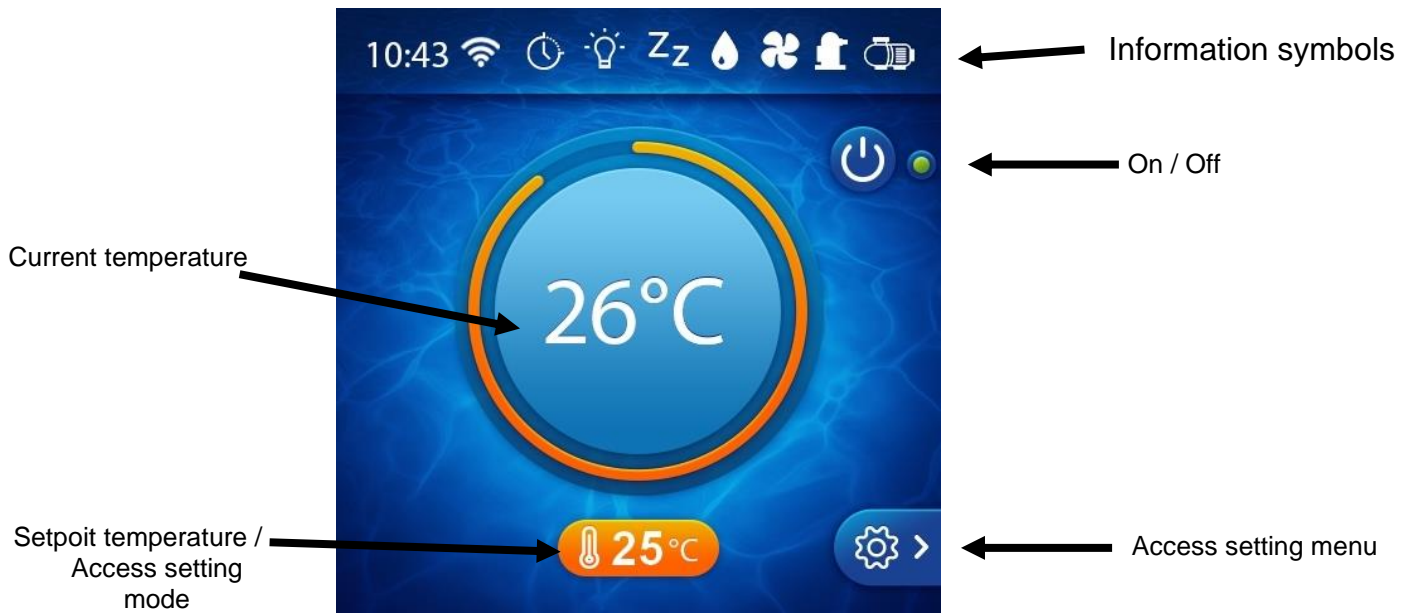 10:43 Zz
Information symbols
On / Off
Current temperature
26°C
Setpoit temperature /
Access setting
mode
25°C
Access setting menu